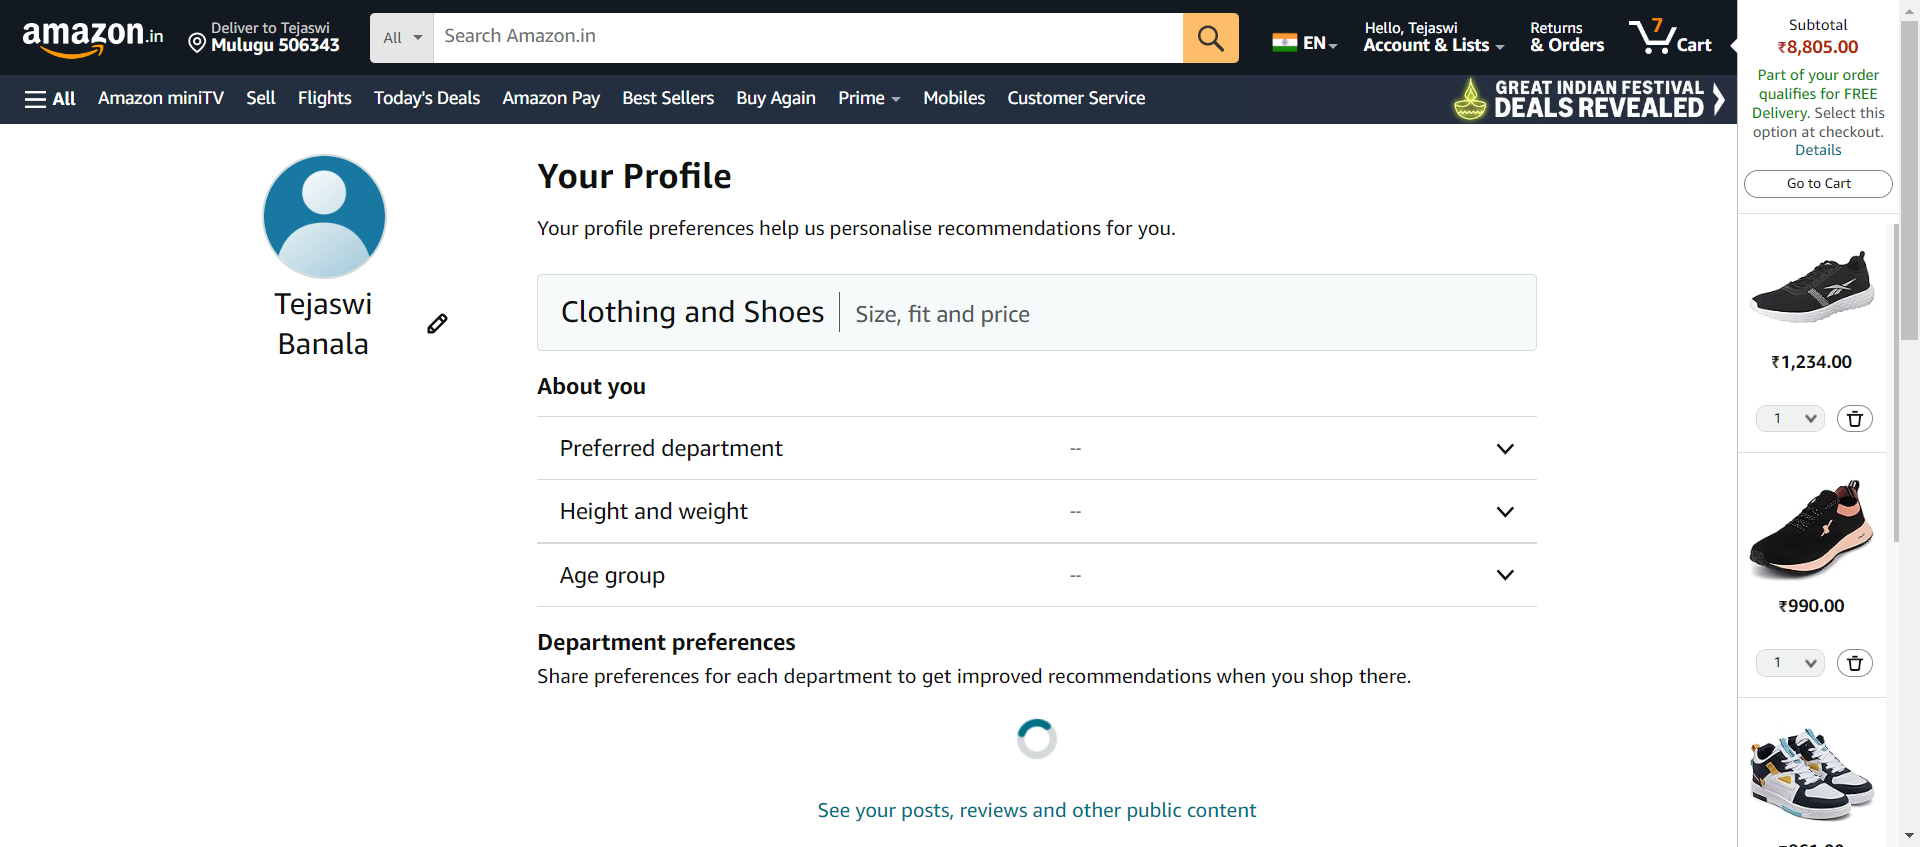 amazon.in
Deliver to Tejaswi
Mulugu 506343
All
Search Amazon.in
EN
Hello, Tejaswi
Account & Lists
Returns
& Orders
7
Cart
All
Amazon miniTV
Sell
Flights
Today's Deals
Amazon Pay
Best Sellers
Buy Again
Prime
Mobiles
Customer Service
GREAT INDIAN FESTIVAL
DEALS REVEALED
Tejaswi
Banala
Your Profile
Your profile preferences help us personalise recommendations for you.
Clothing and Shoes
Size, fit and price
About you
Preferred department --
Height and weight --
Age group --
Department preferences
Share preferences for each department to get improved recommendations when you shop there.
See your posts, reviews and other public content
Subtotal
₹8,805.00
Part of your order
qualifies for FREE
Delivery. Select this
option at checkout.
Details
Go to Cart
₹1,234.00
1
₹990.00
1